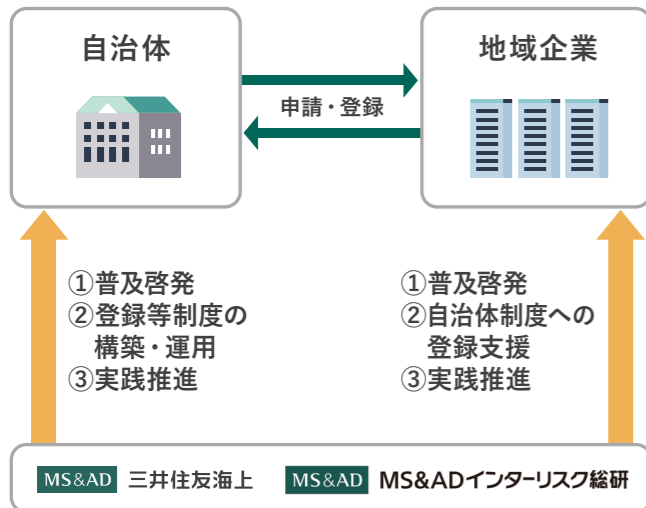 自治体
地域企業
申請・登録
①普及啓発
②登録等制度の
構築・運用
③実践推進
①普及啓発
②自治体制度への
登録支援
③実践推進
MS&AD 三井住友海上
MS&AD MS&ADインターリスク総研